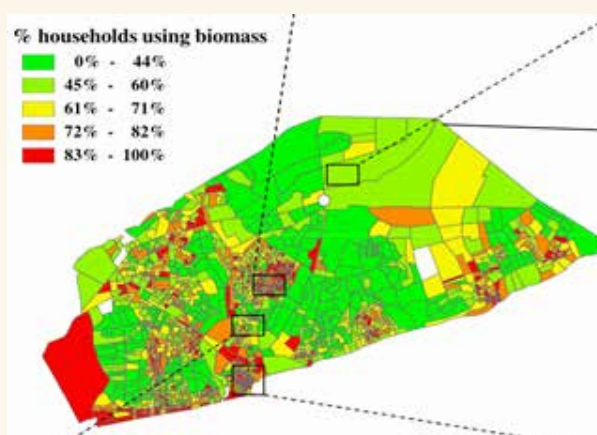 % households using biomass
0% - 44%
45% - 60%
61% - 71%
72% - 82%
83% - 100%